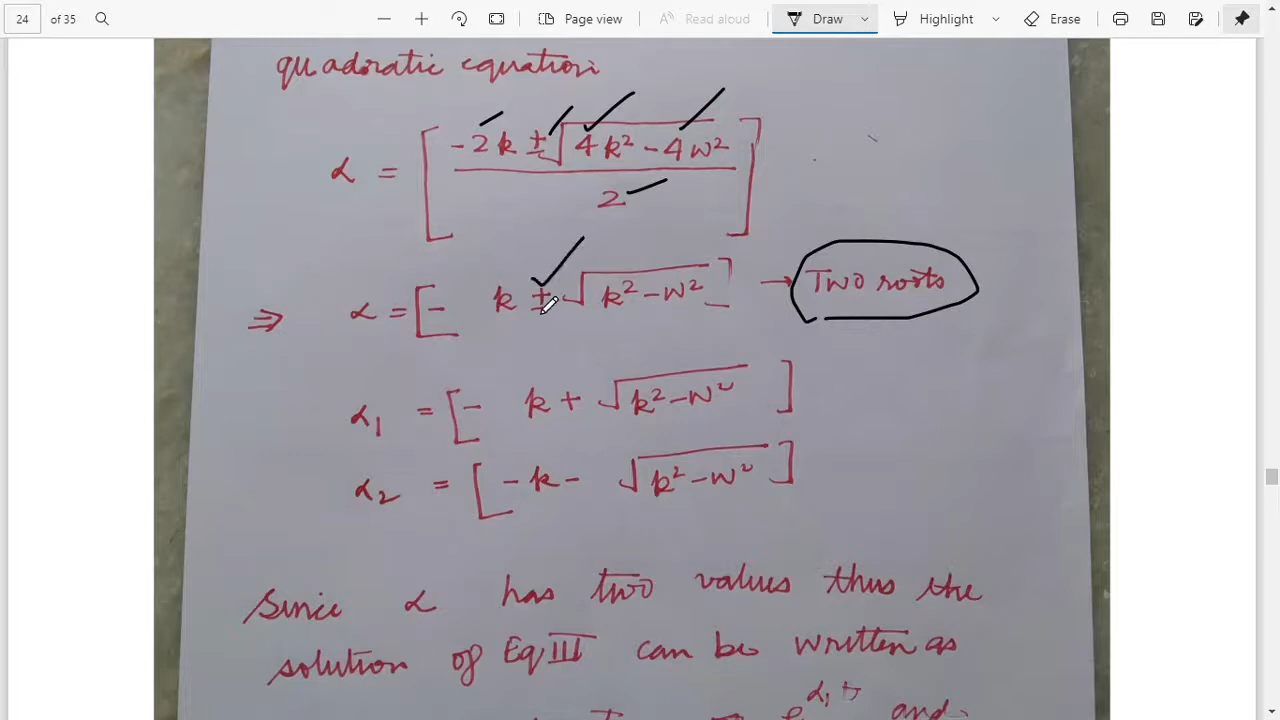 24 of 35 Page view Read aloud Draw Highlight Erase
quadratic equation
α = [ (-2k ± √(4k² - 4w²)) / 2 ]
⇒ α = [- k ± √(k² - w²)] → Two roots
α₁ = [- k + √(k² - w²) ]
α₂ = [-k - √(k² - w²) ]
Since α has two values thus the
solution of Eq III can be written as
e^α₁t and